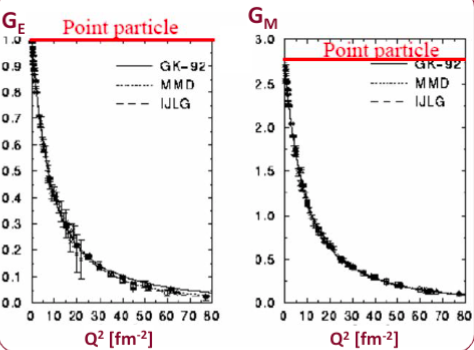 G_E
Point particle
1.0
0.9
0.8
0.7
0.6
0.5
0.4
0.3
0.2
0.1
0.0
GK-92
MMD
IJLG
0 10 20 30 40 50 60 70 80
Q² [fm⁻²]
G_M
3.0
Point particle
2.5
2.0
1.5
1.0
0.5
0.0
GK-92
MMD
IJLG
0 10 20 30 40 50 60 70 80
Q² [fm⁻²]